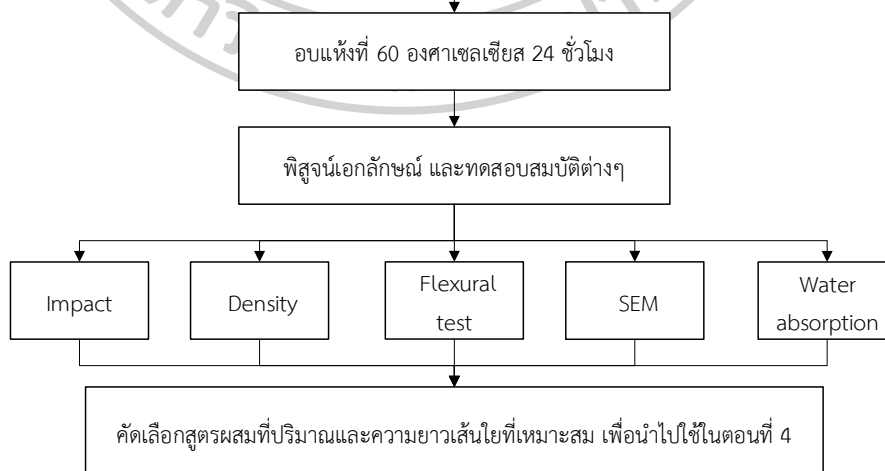 อบแห้งที่ 60 องศาเซลเซียส 24 ชั่วโมง
พิสูจน์เอกลักษณ์ และทดสอบสมบัติต่างๆ
Impact
Density
Flexural
test
SEM
Water
absorption
คัดเลือกสูตรผสมที่ปริมาณและความยาวเส้นใยที่เหมาะสม เพื่อนำไปใช้ในตอนที่ 4